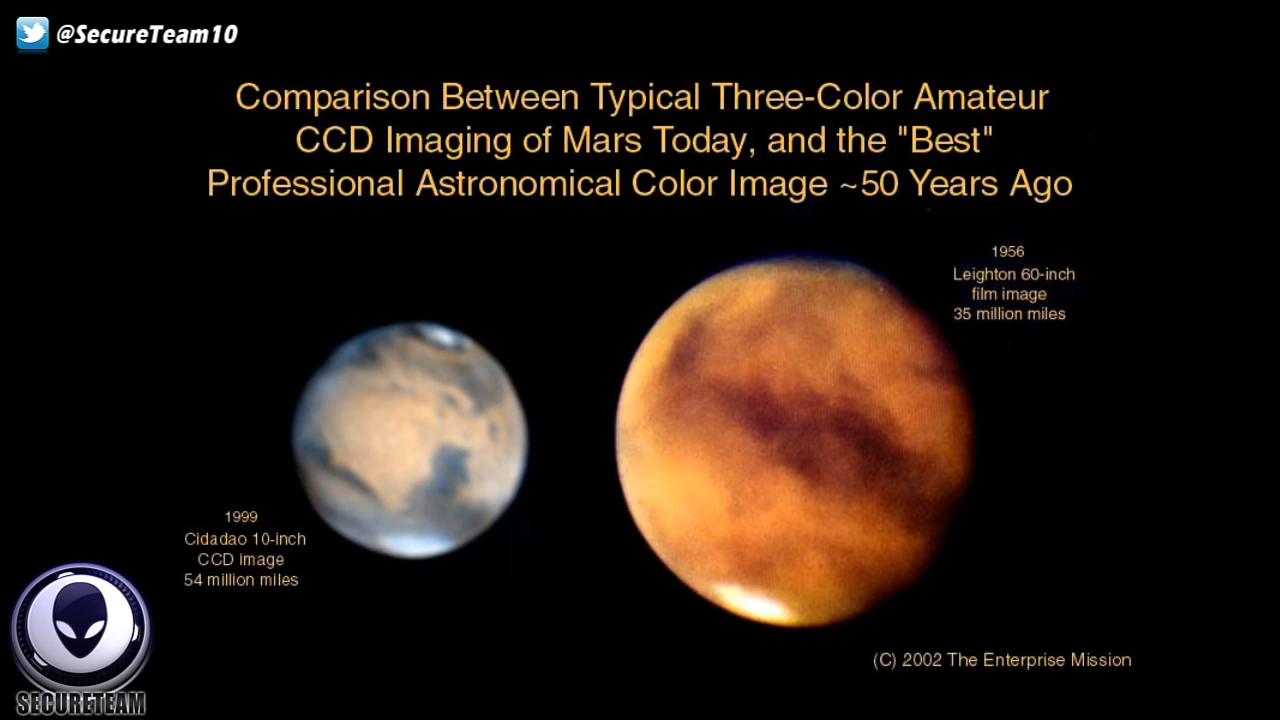 @SecureTeam10
Comparison Between Typical Three-Color Amateur
CCD Imaging of Mars Today, and the "Best"
Professional Astronomical Color Image ~50 Years Ago
1956
Leighton 60-inch
film image
35 million miles
1999
Cidadao 10-inch
CCD image
54 million miles
SECURETEAM
(C) 2002 The Enterprise Mission